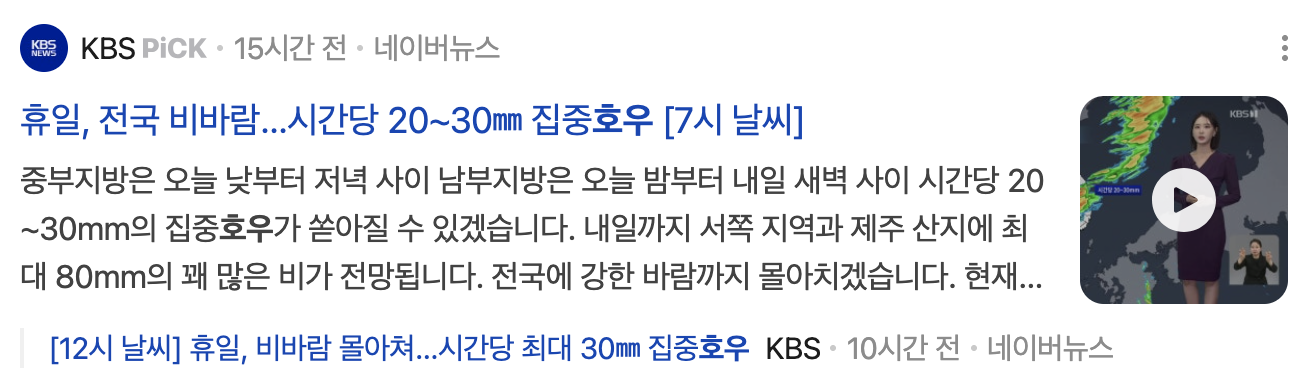 KBS NEWS
KBS PiCK · 15시간 전 · 네이버뉴스
휴일, 전국 비바람...시간당 20~30㎜ 집중호우 [7시 날씨]
중부지방은 오늘 낮부터 저녁 사이 남부지방은 오늘 밤부터 내일 새벽 사이 시간당 20
~30mm의 집중호우가 쏟아질 수 있겠습니다. 내일까지 서쪽 지역과 제주 산지에 최
대 80mm의 꽤 많은 비가 전망됩니다. 전국에 강한 바람까지 몰아치겠습니다. 현재...
KBS
시간당 20~30mm
[12시 날씨] 휴일, 비바람 몰아쳐...시간당 최대 30㎜ 집중호우 KBS · 10시간 전 · 네이버뉴스